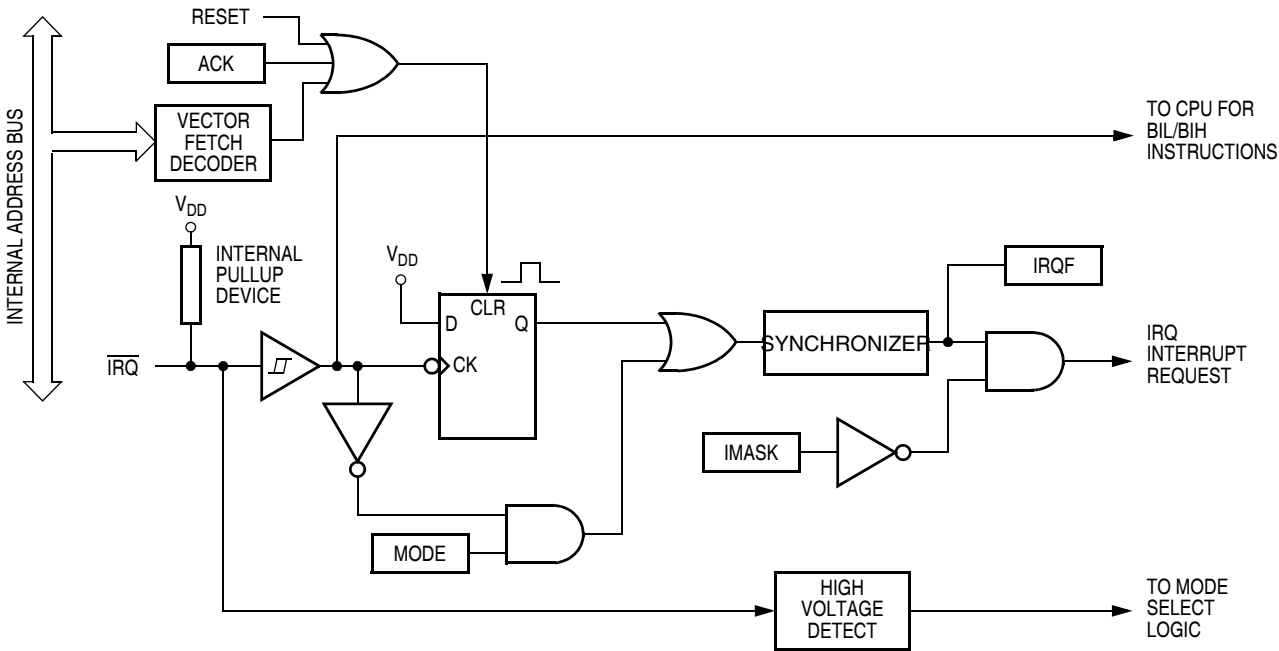 RESET
ACK
INTERNAL ADDRESS BUS
VECTOR
FETCH
DECODER
TO CPU FOR
BIL/BIH
INSTRUCTIONS
VDD
INTERNAL
PULLUP
DEVICE
VDD
CLR
D
Q
CK
IRQ
SYNCHRONIZER
IRQF
IRQ
INTERRUPT
REQUEST
IMASK
MODE
HIGH
VOLTAGE
DETECT
TO MODE
SELECT
LOGIC